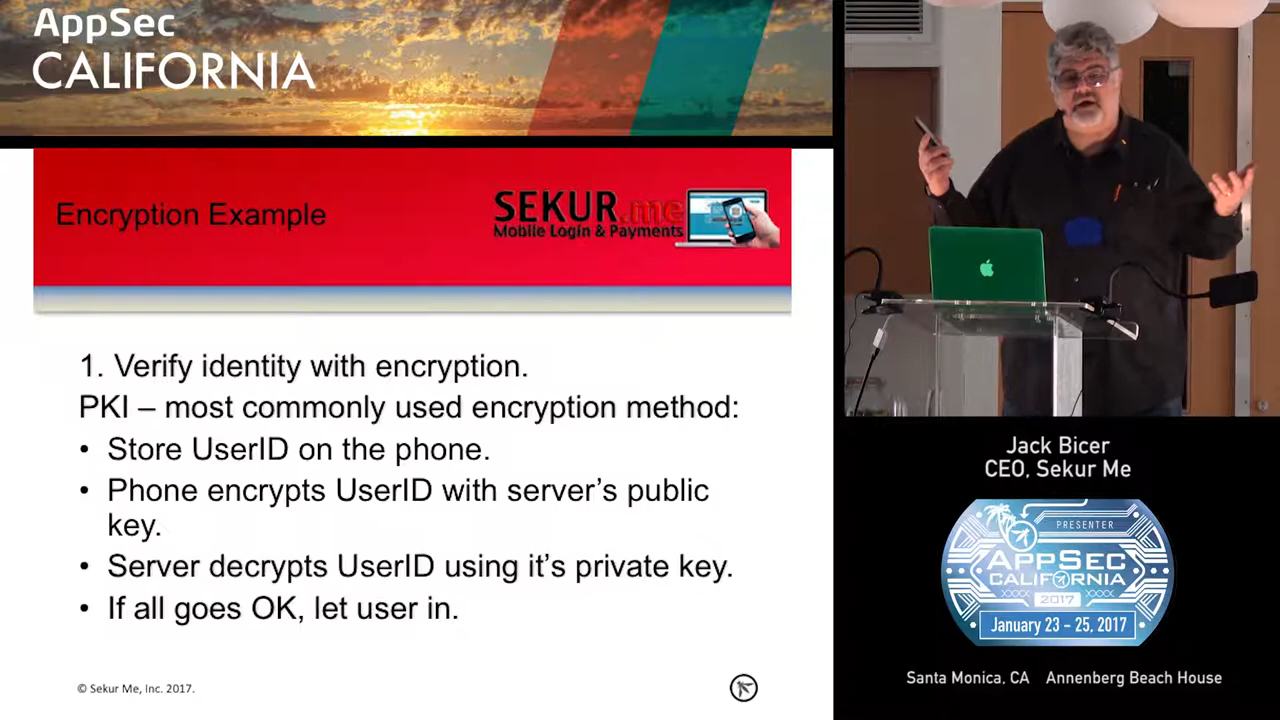 AppSec
CALIFORNIA
Encryption Example
SEKUR.me
Mobile Login & Payments
1. Verify identity with encryption.
PKI – most commonly used encryption method:
• Store UserID on the phone.
• Phone encrypts UserID with server’s public
key.
• Server decrypts UserID using it’s private key.
• If all goes OK, let user in.
© Sekur Me, Inc. 2017.
Jack Bicer
CEO, Sekur Me
PRESENTER
APPSEC
CALIFORNIA
2017
January 23 – 25, 2017
Santa Monica, CA Annenberg Beach House